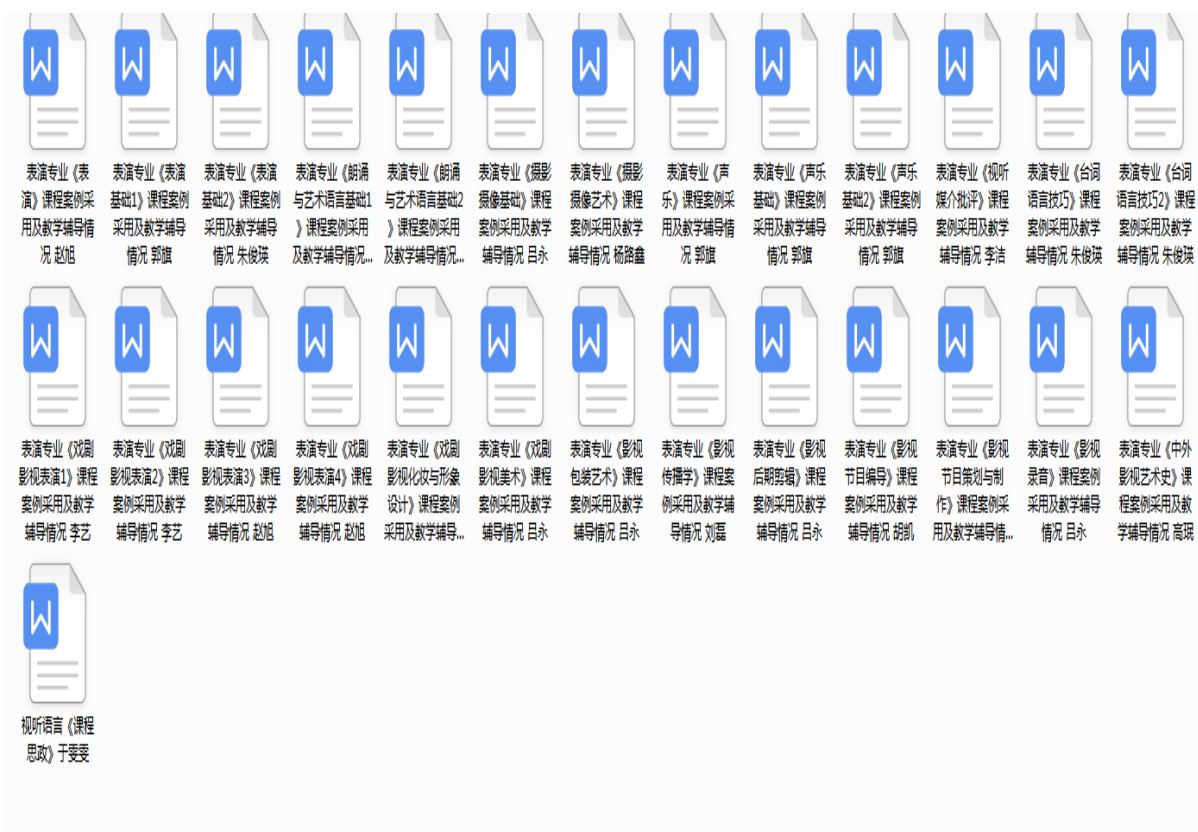 表演专业《表
演》课程案例采
用及教学辅导情
况 赵旭
表演专业《表演
基础1》课程案例
采用及教学辅导
情况 郭旗
表演专业《表演
基础2》课程案例
采用及教学辅导
情况 朱俊瑛
表演专业《朗诵
与艺术语言基础1
》课程案例采用
及教学辅导情况...
表演专业《朗诵
与艺术语言基础2
》课程案例采用
及教学辅导情况...
表演专业《摄影
摄像基础》课程
案例采用及教学
辅导情况 吕永
表演专业《摄影
摄像艺术》课程
案例采用及教学
辅导情况 杨路鑫
表演专业《声
乐》课程案例采
用及教学辅导情
况 郭旗
表演专业《声乐
基础》课程案例
采用及教学辅导
情况 郭旗
表演专业《声乐
基础2》课程案例
采用及教学辅导
情况 郭旗
表演专业《视听
媒介批评》课程
案例采用及教学
辅导情况 李洁
表演专业《台词
语言技巧》课程
案例采用及教学
辅导情况 朱俊瑛
表演专业《台词
语言技巧2》课程
案例采用及教学
辅导情况 朱俊瑛
表演专业《戏剧
影视表演1》课程
案例采用及教学
辅导情况 李艺
表演专业《戏剧
影视表演2》课程
案例采用及教学
辅导情况 李艺
表演专业《戏剧
影视表演3》课程
案例采用及教学
辅导情况 赵旭
表演专业《戏剧
影视表演4》课程
案例采用及教学
辅导情况 赵旭
表演专业《戏剧
影视化妆与形象
设计》课程案例
采用及教学辅导...
表演专业《戏剧
影视美术》课程
案例采用及教学
辅导情况 吕永
表演专业《影视
包装艺术》课程
案例采用及教学
辅导情况 吕永
表演专业《影视
传播学》课程案
例采用及教学辅
导情况 刘磊
表演专业《影视
后期剪辑》课程
案例采用及教学
辅导情况 吕永
表演专业《影视
节目编导》课程
案例采用及教学
辅导情况 胡凯
表演专业《影视
节目策划与制
作》课程案例采
用及教学辅导情...
表演专业《影视
录音》课程案例
采用及教学辅导
情况 吕永
表演专业《中外
影视艺术史》课
程案例采用及教
学辅导情况 高珉
视听语言《课程
思政》于雯雯